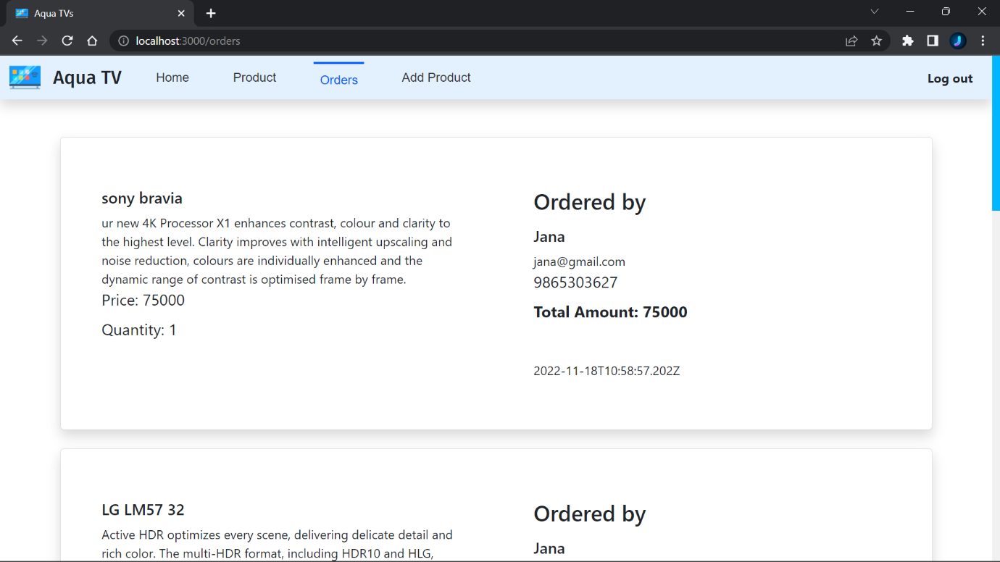 Aqua TVs
localhost:3000/orders
Aqua TV Home Product Orders Add Product Log out
sony bravia
ur new 4K Processor X1 enhances contrast, colour and clarity to
the highest level. Clarity improves with intelligent upscaling and
noise reduction, colours are individually enhanced and the
dynamic range of contrast is optimised frame by frame.
Price: 75000
Quantity: 1
Ordered by
Jana
jana@gmail.com
9865303627
Total Amount: 75000
2022-11-18T10:58:57.202Z
LG LM57 32
Active HDR optimizes every scene, delivering delicate detail and
rich color. The multi-HDR format, including HDR10 and HLG,
Ordered by
Jana